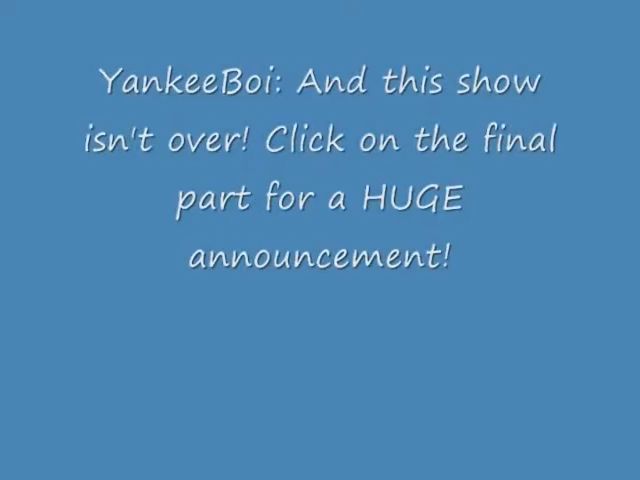 YankeeBoi: And this show
isn't over! Click on the final
part for a HUGE
announcement!